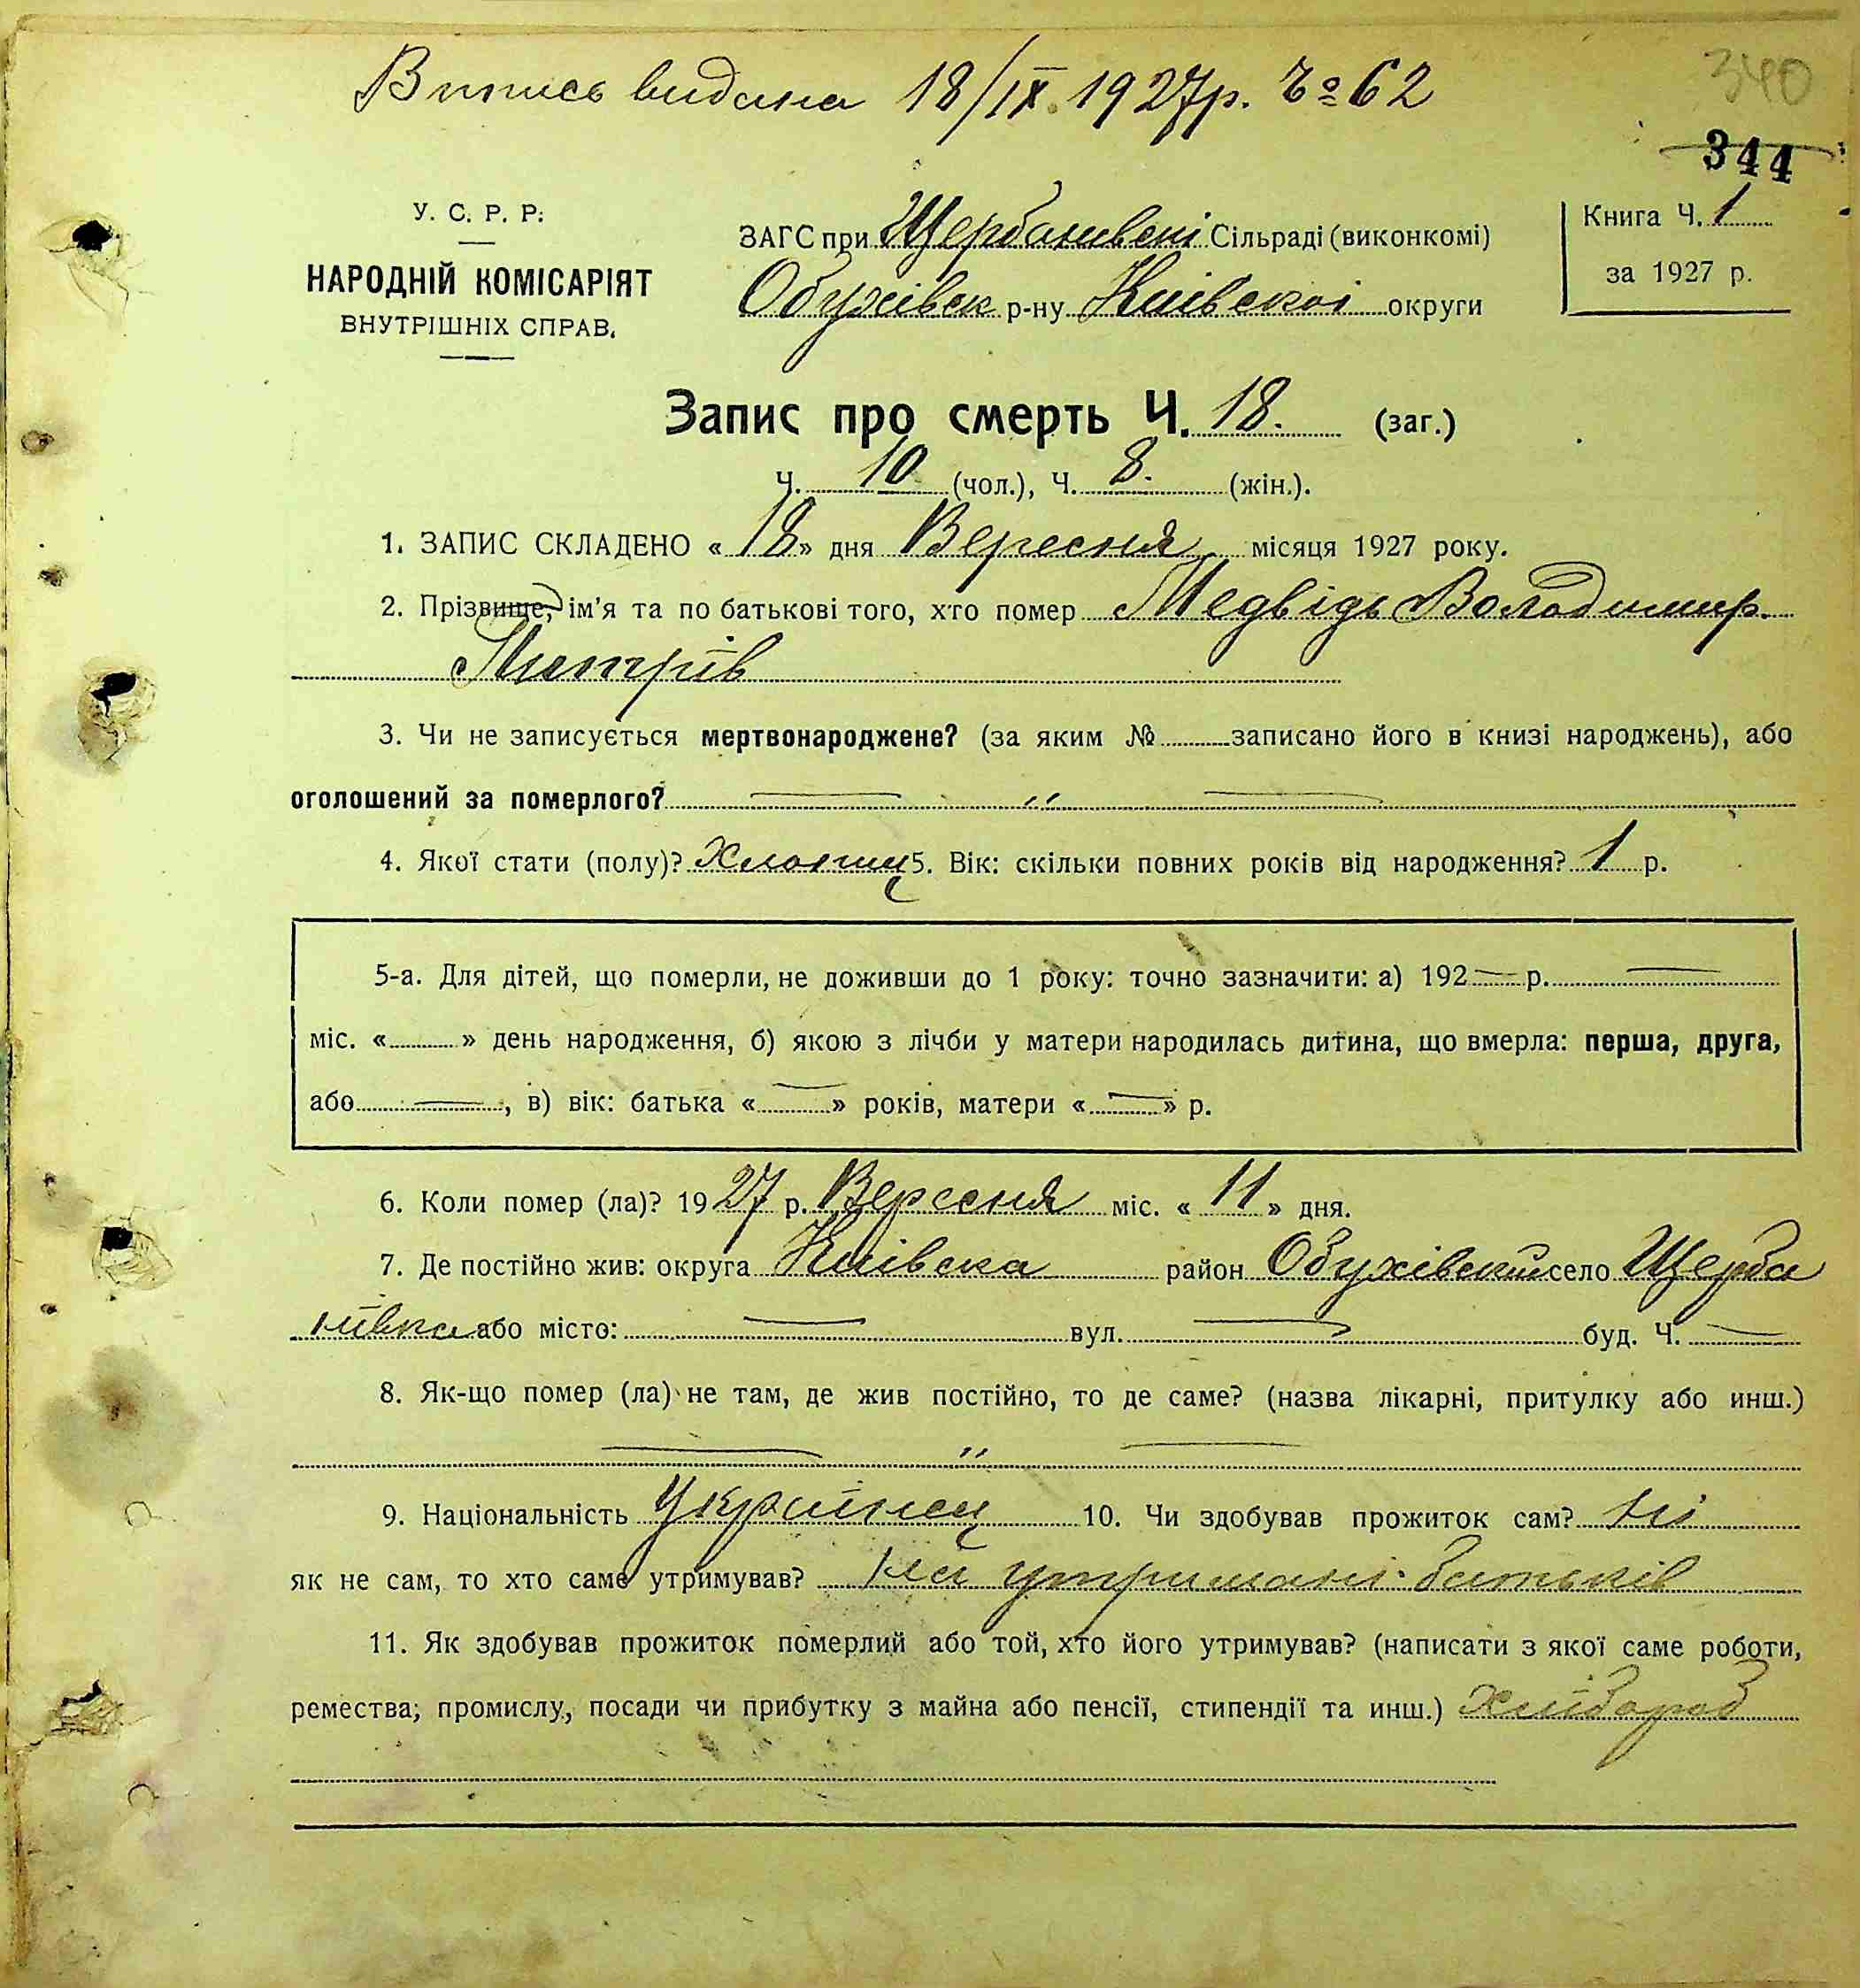 Випись видана 18/IX 1927р. № 62
340
344
У. С. Р. Р.
НАРОДНІЙ КОМІСАРІЯТ
ВНУТРІШНІХ СПРАВ.
ЗАГС при Щербанівскі Сільраді (виконкомі)
Обухівск р-ну Київскої округи
Книга Ч. 1
за 1927 р.
Запис про смерть Ч. 18. (заг.)
Ч. 10 (чол.), Ч. 8. (жін.).
1. ЗАПИС СКЛАДЕНО « 18 » дня Вересня місяця 1927 року.
2. Прізвище, ім’я та по батькові того, хто помер Медвідь Володимир.
Митрів
3. Чи не записується мертвонароджене? (за яким № записано його в книзі народжень), або
оголошений за померлого? — „ —
4. Якої стати (полу)? Хлопец 5. Вік: скільки повних років від народження? 1 р.
5-а. Для дітей, що померли, не доживши до 1 року: точно зазначити: а) 192 — р. —
міс. « » день народження, б) якою з лічби у матери народилась дитина, що вмерла: перша, друга,
або — , в) вік: батька « — » років, матери « — » р.
6. Коли помер (ла)? 1927 р. Вересня міс. « 11 » дня.
7. Де постійно жив: округа Київска район Обухівский село Щерба
нівка або місто: — вул. — буд. Ч. —
8. Як-що помер (ла) не там, де жив постійно, то де саме? (назва лікарні, притулку або инш.)
— „ —
9. Національність Українец 10. Чи здобував прожиток сам? ні
як не сам, то хто саме утримував? на утримані батьків
11. Як здобував прожиток померлий або той, хто його утримував? (написати з якої саме роботи,
ремества; промислу, посади чи прибутку з майна або пенсії, стипендії та инш.) Хлібороб